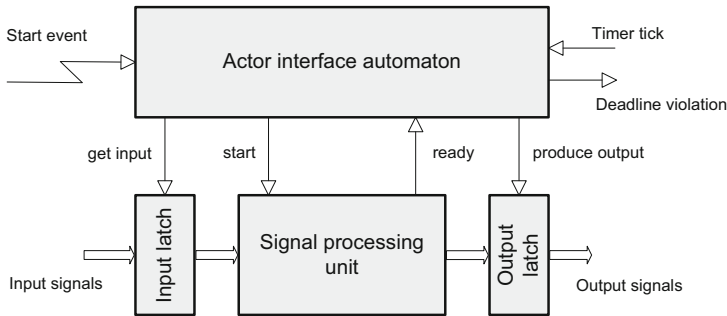 Start event
Actor interface automaton
Timer tick
Deadline violation
get input
start
ready
produce output
Input latch
Signal processing
unit
Output
latch
Input signals
Output signals